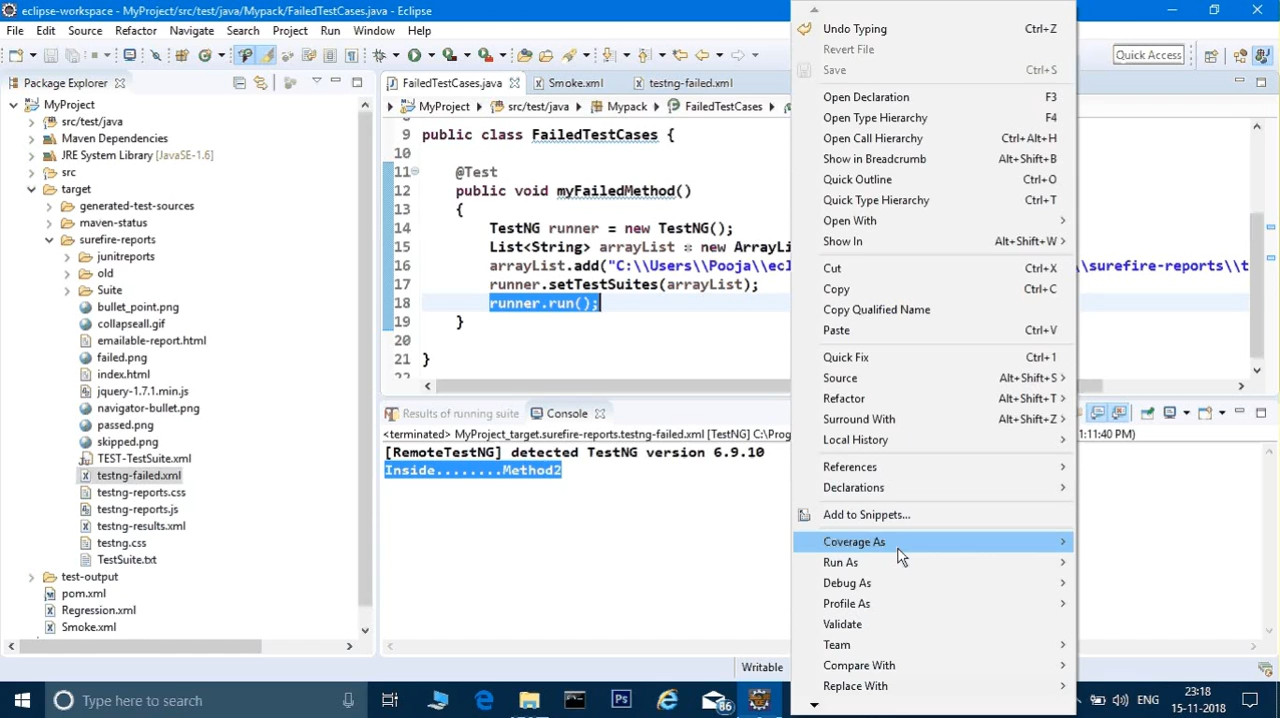 eclipse-workspace - MyProject/src/test/java/Mypack/FailedTestCases.java - Eclipse
File Edit Source Refactor Navigate Search Project Run Window Help
Quick Access
Package Explorer
MyProject
src/test/java
Maven Dependencies
JRE System Library [JavaSE-1.6]
src
target
generated-test-sources
maven-status
surefire-reports
junitreports
old
Suite
bullet_point.png
collapseall.gif
emailable-report.html
failed.png
index.html
jquery-1.7.1.min.js
navigator-bullet.png
passed.png
skipped.png
TEST-TestSuite.xml
testng-failed.xml
testng-reports.css
testng-reports.js
testng-results.xml
testng.css
TestSuite.txt
test-output
pom.xml
Regression.xml
Smoke.xml
FailedTestCases.java Smoke.xml testng-failed.xml
MyProject src/test/java Mypack FailedTestCases
9 public class FailedTestCases {
10
11 @Test
12 public void myFailedMethod()
13 {
14 TestNG runner = new TestNG();
15 List<String> arrayList = new ArrayLi
16 arrayList.add("C:\\Users\\Pooja\\ecl \\surefire-reports\\t
17 runner.setTestSuites(arrayList);
18 runner.run();
19 }
20
21 }
Results of running suite Console
<terminated> MyProject_target.surefire-reports.testng-failed.xml [TestNG] C:\Prog 1:11:40 PM)
[RemoteTestNG] detected TestNG version 6.9.10
Inside........Method2
Writable
Undo Typing Ctrl+Z
Revert File
Save Ctrl+S
Open Declaration F3
Open Type Hierarchy F4
Open Call Hierarchy Ctrl+Alt+H
Show in Breadcrumb Alt+Shift+B
Quick Outline Ctrl+O
Quick Type Hierarchy Ctrl+T
Open With
Show In Alt+Shift+W
Cut Ctrl+X
Copy Ctrl+C
Copy Qualified Name
Paste Ctrl+V
Quick Fix Ctrl+1
Source Alt+Shift+S
Refactor Alt+Shift+T
Surround With Alt+Shift+Z
Local History
References
Declarations
Add to Snippets...
Coverage As
Run As
Debug As
Profile As
Validate
Team
Compare With
Replace With
Type here to search
Ps
86
ENG
23:18
15-11-2018